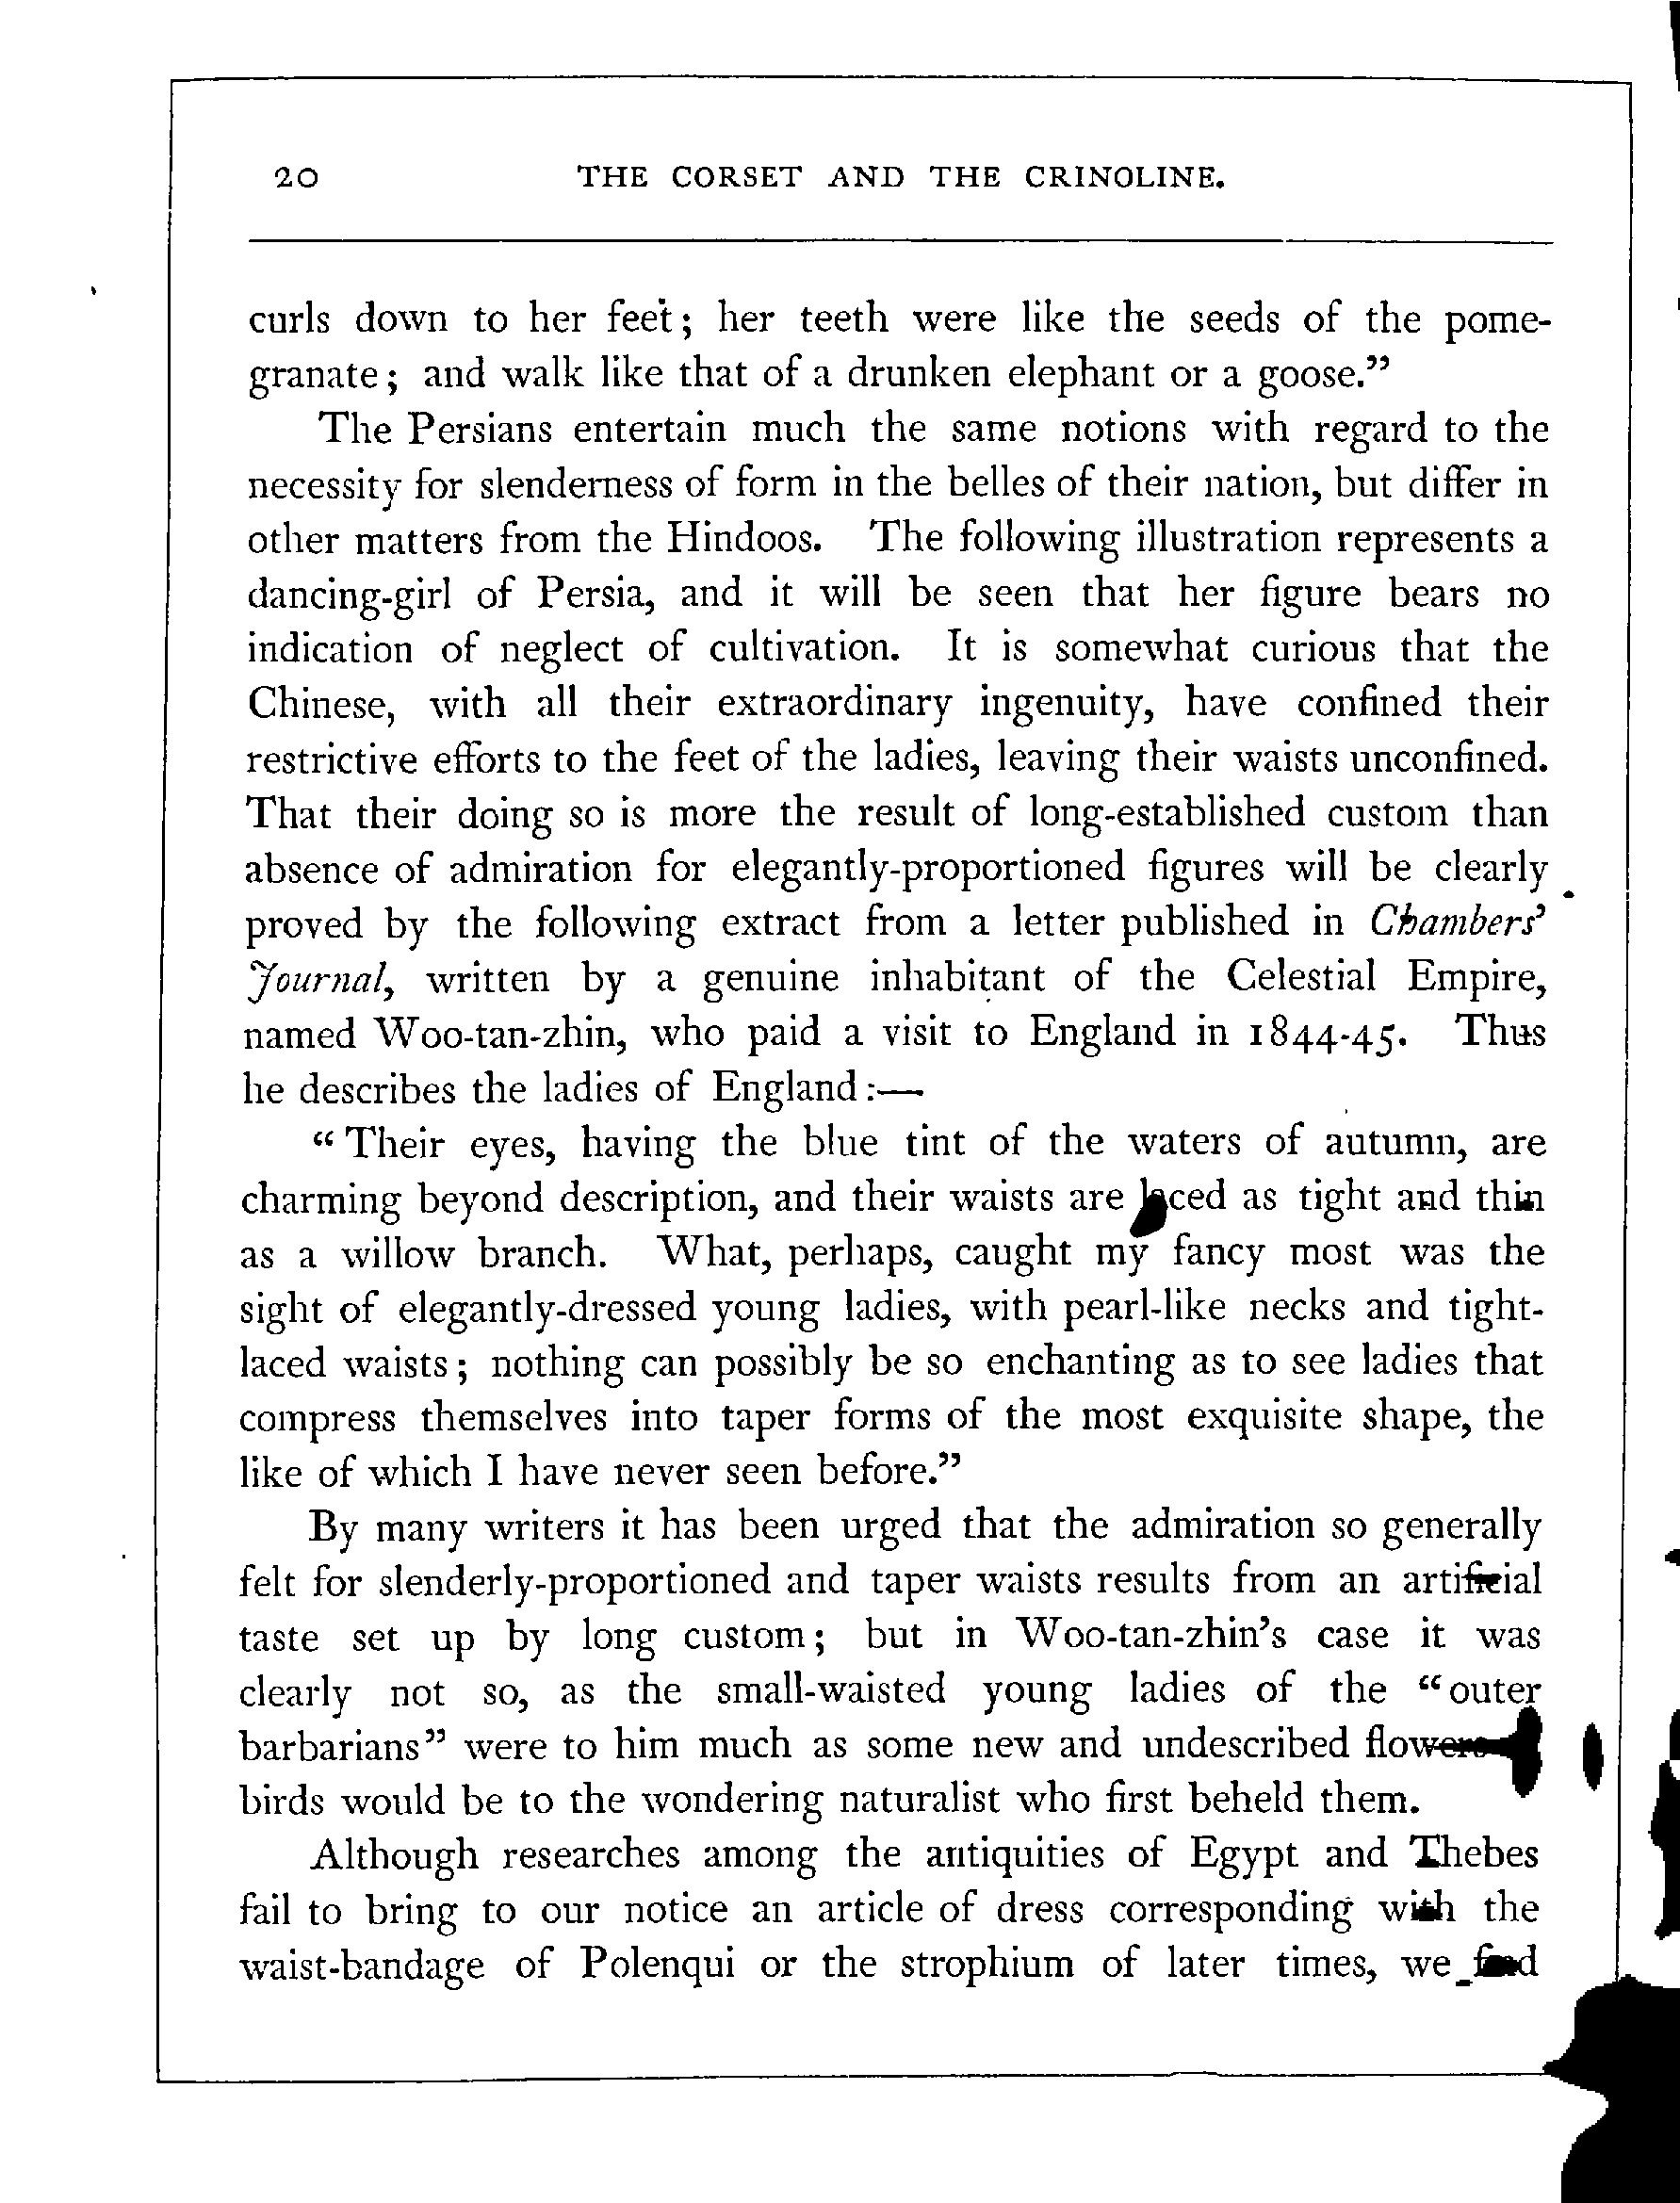 20 THE CORSET AND THE CRINOLINE.
curls down to her feet; her teeth were like the seeds of the pome-
granate; and walk like that of a drunken elephant or a goose.”
The Persians entertain much the same notions with regard to the
necessity for slenderness of form in the belles of their nation, but differ in
other matters from the Hindoos. The following illustration represents a
dancing-girl of Persia, and it will be seen that her figure bears no
indication of neglect of cultivation. It is somewhat curious that the
Chinese, with all their extraordinary ingenuity, have confined their
restrictive efforts to the feet of the ladies, leaving their waists unconfined.
That their doing so is more the result of long-established custom than
absence of admiration for elegantly-proportioned figures will be clearly
proved by the following extract from a letter published in Chambers’
Journal, written by a genuine inhabitant of the Celestial Empire,
named Woo-tan-zhin, who paid a visit to England in 1844-45. Thus
he describes the ladies of England:—
“Their eyes, having the blue tint of the waters of autumn, are
charming beyond description, and their waists are laced as tight and thin
as a willow branch. What, perhaps, caught my fancy most was the
sight of elegantly-dressed young ladies, with pearl-like necks and tight-
laced waists; nothing can possibly be so enchanting as to see ladies that
compress themselves into taper forms of the most exquisite shape, the
like of which I have never seen before.”
By many writers it has been urged that the admiration so generally
felt for slenderly-proportioned and taper waists results from an artificial
taste set up by long custom; but in Woo-tan-zhin’s case it was
clearly not so, as the small-waisted young ladies of the “outer
barbarians” were to him much as some new and undescribed flowers
birds would be to the wondering naturalist who first beheld them.
Although researches among the antiquities of Egypt and Thebes
fail to bring to our notice an article of dress corresponding with the
waist-bandage of Polenqui or the strophium of later times, we find